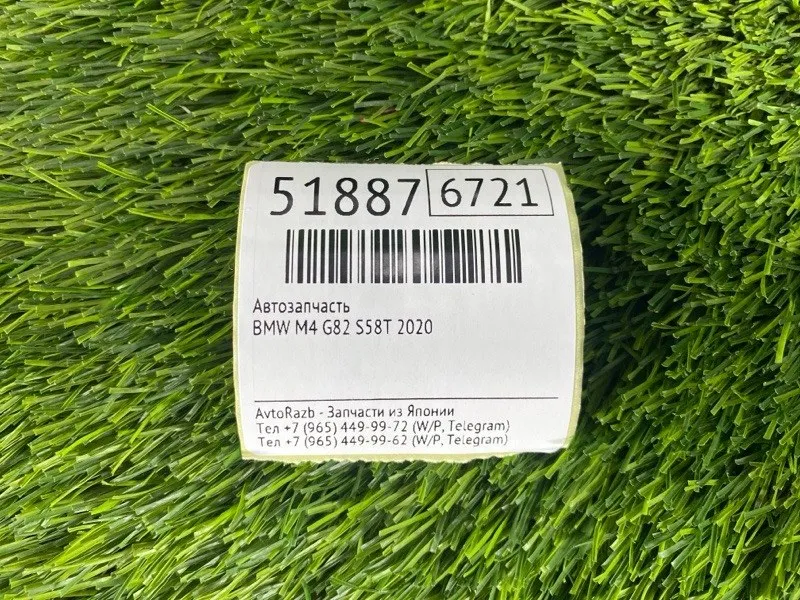 51887 6721
Автозапчасть
BMW M4 G82 S58T 2020
AvtoRazb - Запчасти из Японии
Тел +7 (965) 449-99-72 (W/P, Telegram)
Тел +7 (965) 449-99-62 (W/P, Telegram)